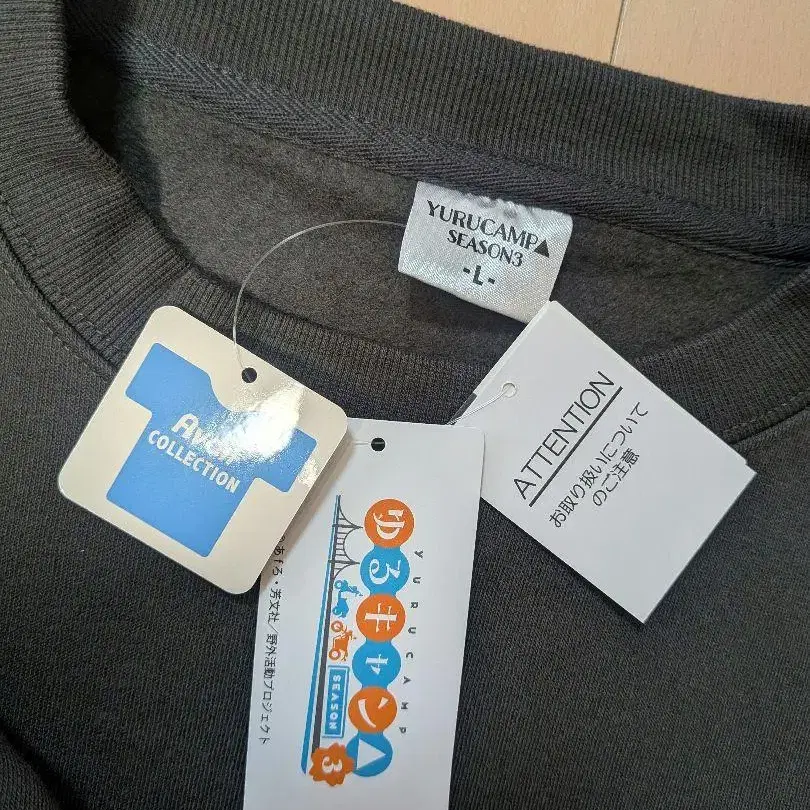 YURUCAMP▲
SEASON3
-L-
COLLECTION
ATTENTION
お取り扱いについて
のご注意
ゆるキャン△
YURUCAMP
SEASON
3
あfろ・芳文社/野外活動プロジェクト